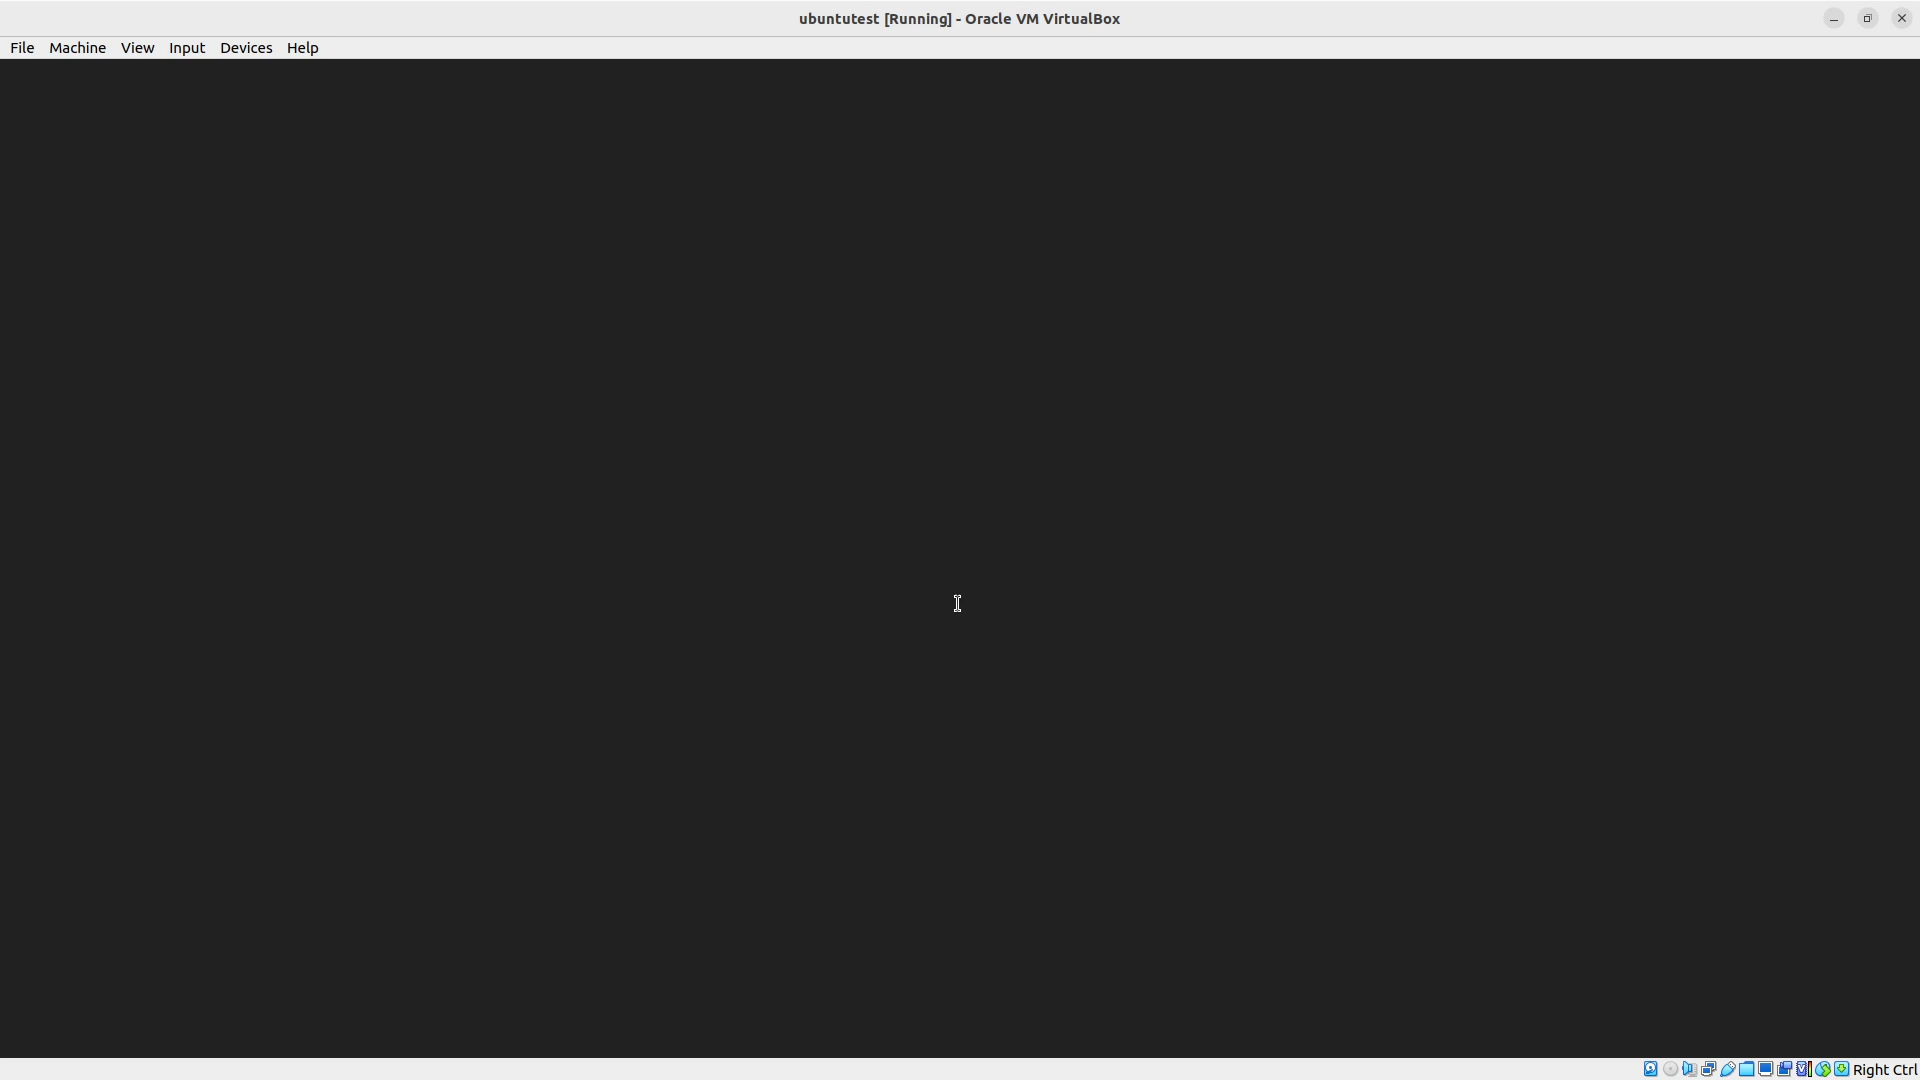 ubuntutest [Running] - Oracle VM VirtualBox
File Machine View Input Devices Help
Right Ctrl